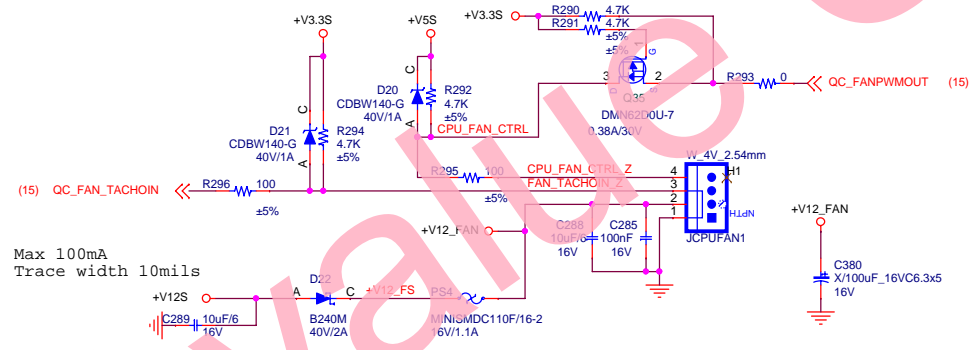 +V3.3S
R290 4.7K
R291 4.7K
±5%
±5%
+V3.3S
+V5S
1
G
3
D
2
S
Q35
DMN62D0U-7
0.38A/30V
R293 0
QC_FANPWMOUT (15)
C
D20
CDBW140-G
40V/1A
A
R292
4.7K
±5%
CPU_FAN_CTRL
C
D21
CDBW140-G
40V/1A
A
R294
4.7K
±5%
R295 100
±5%
CPU_FAN_CTRL_Z
FAN_TACHOIN_Z
W_4V_2.54mm
H1
4
3
2
1
NPTH
JCPUFAN1
(15) QC_FAN_TACHOIN
R296 100
±5%
+V12_FAN
C288
10uF/6
16V
C285
100nF
16V
+V12_FAN
C380
X/100uF_16VC6.3x5
16V
Max 100mA
Trace width 10mils
+V12S
A
D22
C
B240M
40V/2A
+V12_FS
PS4
MINISMDC110F/16-2
16V/1.1A
C289
10uF/6
16V
value